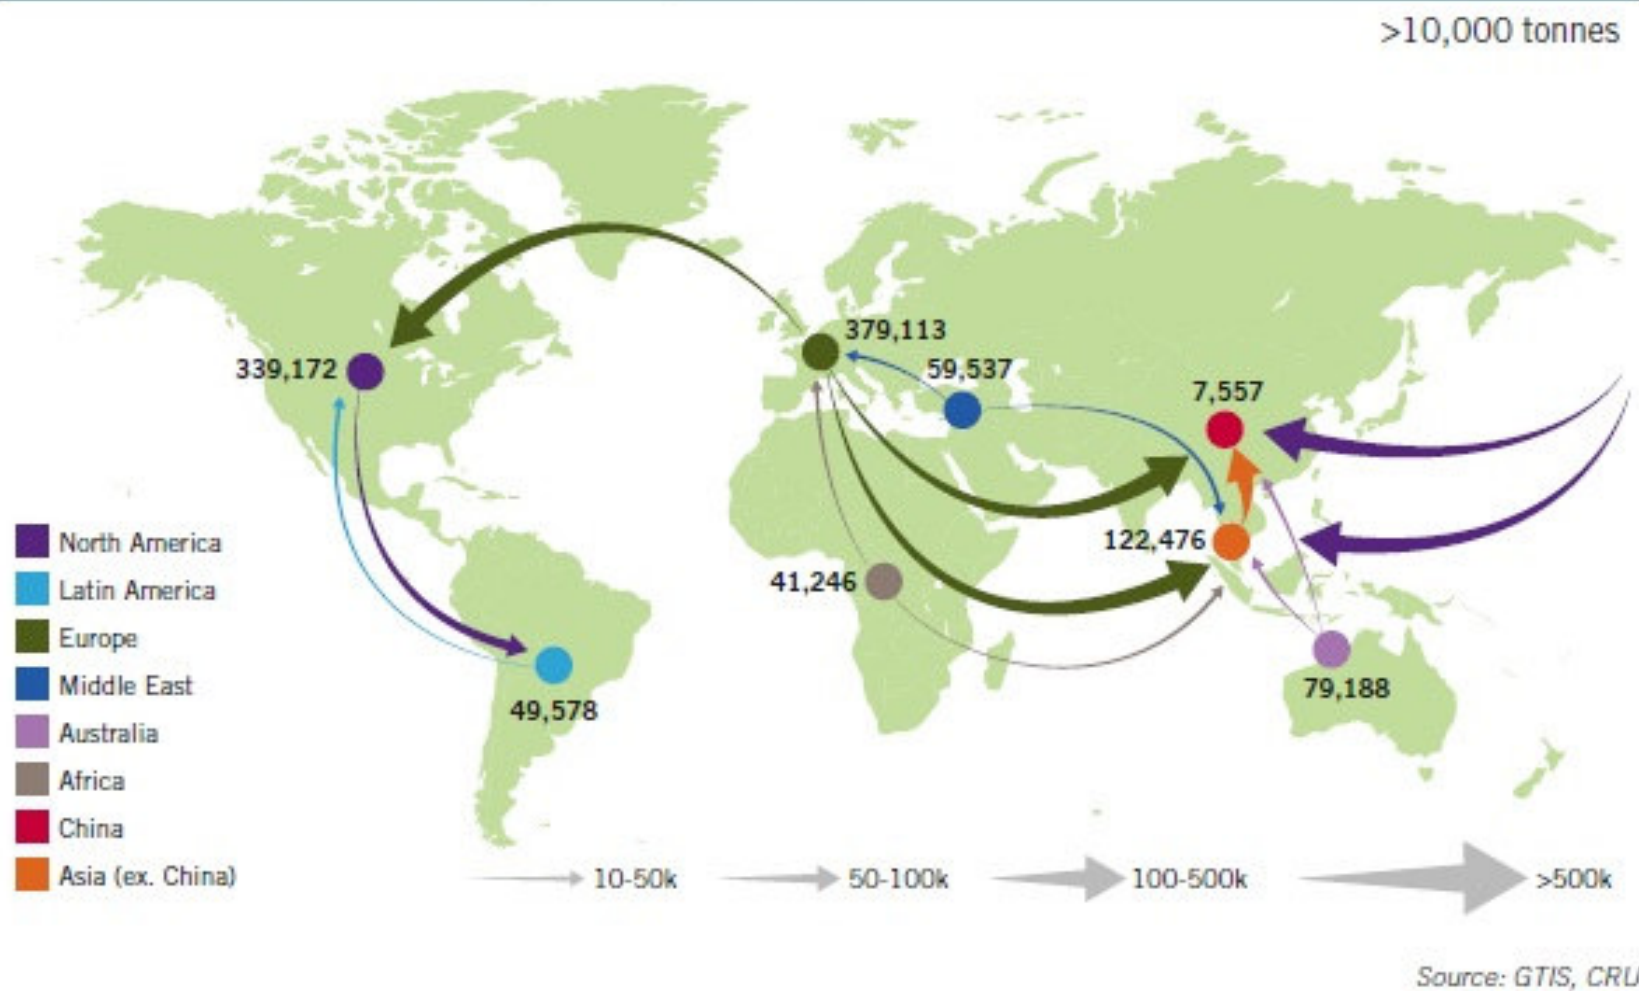 >10,000 tonnes
379,113
59,537
339,172
7,557
122,476
41,246
79,188
49,578
North America
Latin America
Europe
Middle East
Australia
Africa
China
Asia (ex. China)
10-50k
50-100k
100-500k
>500k
Source: GTIS, CRU